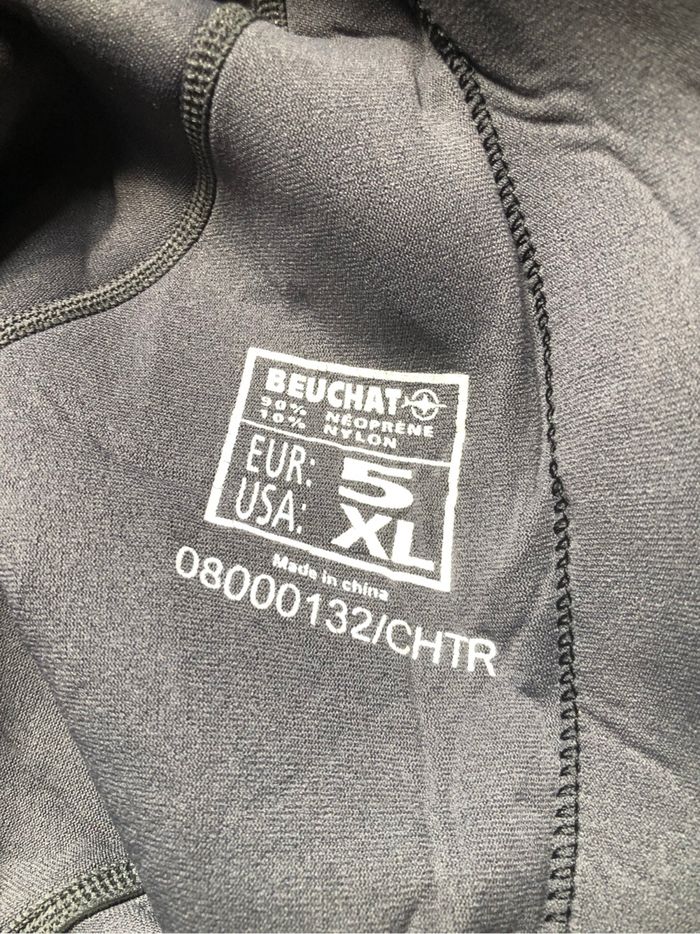 BEUCHAT
90% NÉOPRÈNE
10% NYLON
EUR: 5
USA: XL
Made in china
08000132/CHTR